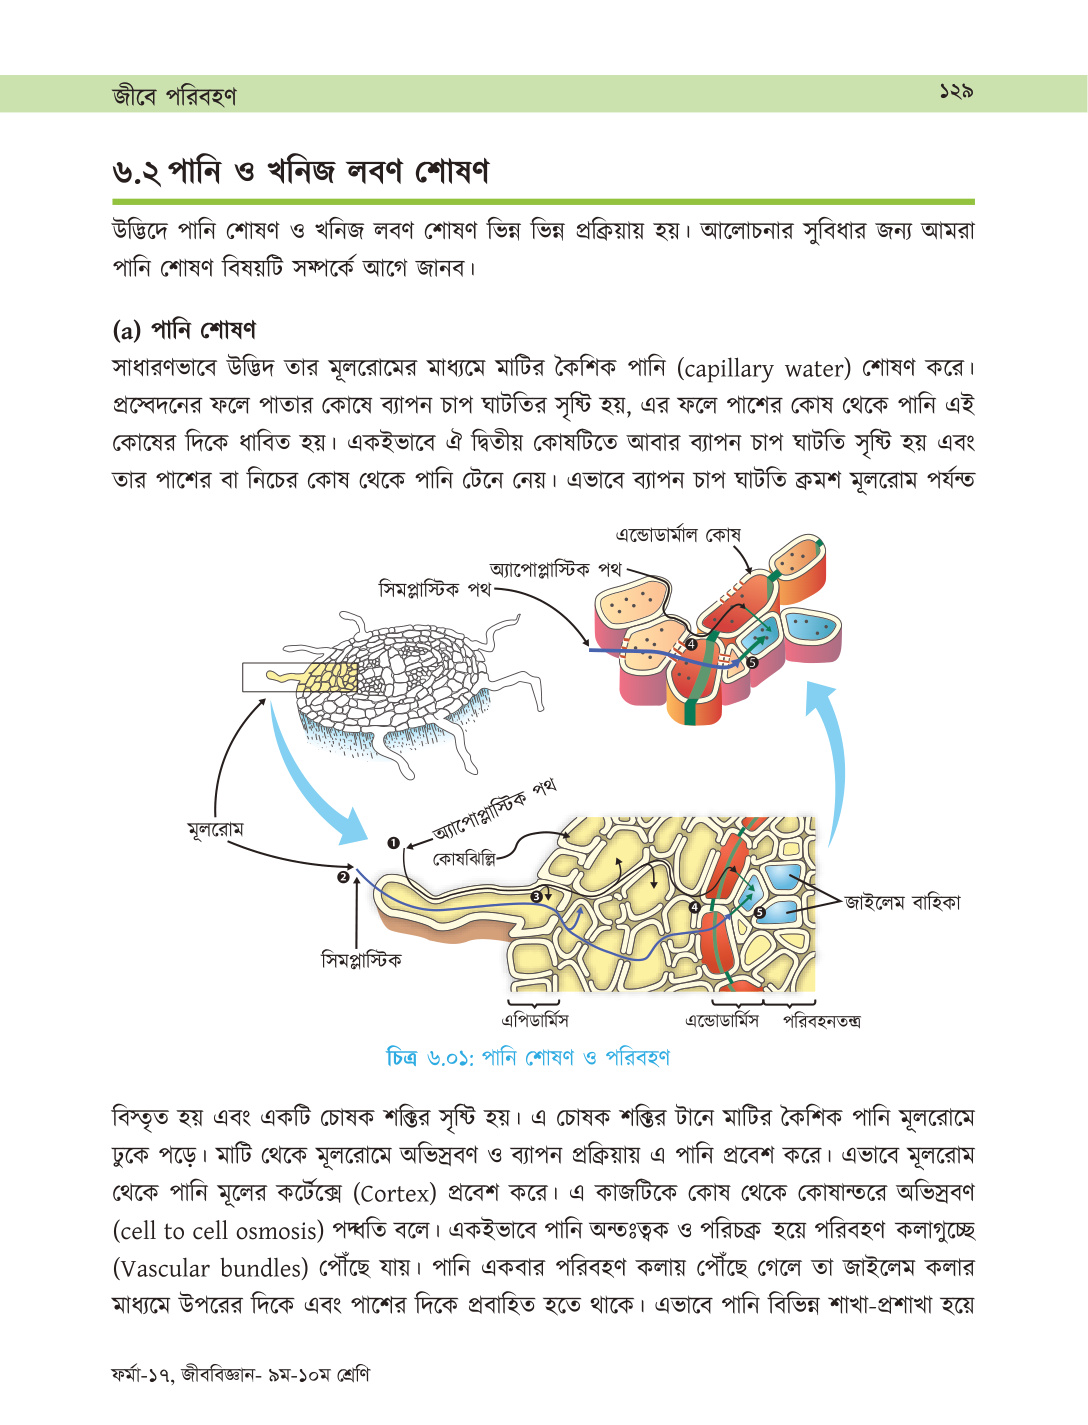 জীবে পরিবহণ
১২৯
৬.২ পানি ও খনিজ লবণ শোষণ
উদ্ভিদে পানি শোষণ ও খনিজ লবণ শোষণ ভিন্ন ভিন্ন প্রক্রিয়ায় হয়। আলোচনার সুবিধার জন্য আমরা
পানি শোষণ বিষয়টি সম্পর্কে আগে জানব।
(a) পানি শোষণ
সাধারণভাবে উদ্ভিদ তার মূলরোমের মাধ্যমে মাটির কৈশিক পানি (capillary water) শোষণ করে।
প্রস্বেদনের ফলে পাতার কোষে ব্যাপন চাপ ঘাটতির সৃষ্টি হয়, এর ফলে পাশের কোষ থেকে পানি এই
কোষের দিকে ধাবিত হয়। একইভাবে ঐ দ্বিতীয় কোষটিতে আবার ব্যাপন চাপ ঘাটতি সৃষ্টি হয় এবং
তার পাশের বা নিচের কোষ থেকে পানি টেনে নেয়। এভাবে ব্যাপন চাপ ঘাটতি ক্রমশ মূলরোম পর্যন্ত
এন্ডোডার্মাল কোষ
অ্যাপোপ্লাস্টিক পথ
সিমপ্লাস্টিক পথ
4
5
মূলরোম
1
অ্যাপোপ্লাস্টিক পথ
কোষঝিল্লি
2
3
4
5
জাইলেম বাহিকা
সিমপ্লাস্টিক
এপিডার্মিস
এন্ডোডার্মিস
পরিবহনতন্ত্র
চিত্র ৬.০১: পানি শোষণ ও পরিবহণ
বিস্তৃত হয় এবং একটি চোষক শক্তির সৃষ্টি হয়। এ চোষক শক্তির টানে মাটির কৈশিক পানি মূলরোমে
ঢুকে পড়ে। মাটি থেকে মূলরোমে অভিস্রবণ ও ব্যাপন প্রক্রিয়ায় এ পানি প্রবেশ করে। এভাবে মূলরোম
থেকে পানি মূলের কর্টেক্সে (Cortex) প্রবেশ করে। এ কাজটিকে কোষ থেকে কোষান্তরে অভিস্রবণ
(cell to cell osmosis) পদ্ধতি বলে। একইভাবে পানি অন্তঃত্বক ও পরিচক্র হয়ে পরিবহণ কলাগুচ্ছে
(Vascular bundles) পৌঁছে যায়। পানি একবার পরিবহণ কলায় পৌঁছে গেলে তা জাইলেম কলার
মাধ্যমে উপরের দিকে এবং পাশের দিকে প্রবাহিত হতে থাকে। এভাবে পানি বিভিন্ন শাখা-প্রশাখা হয়ে
ফর্মা-১৭, জীববিজ্ঞান- ৯ম-১০ম শ্রেণি